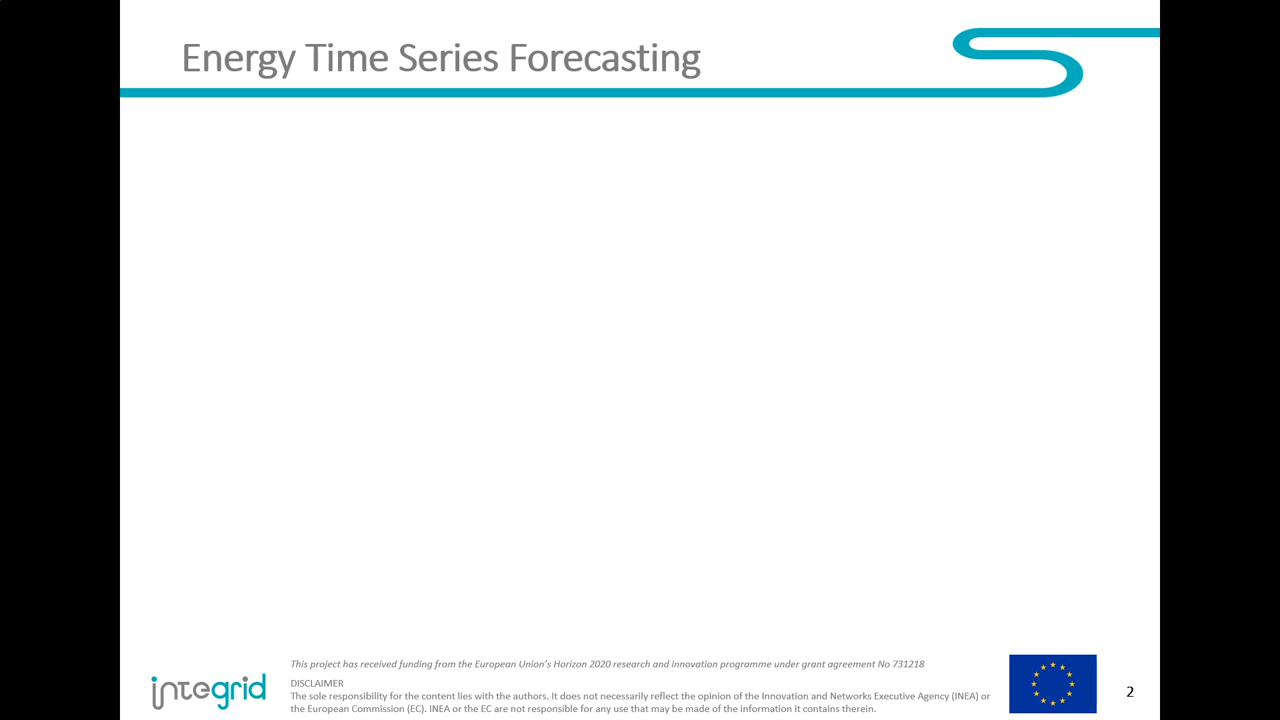 Energy Time Series Forecasting
This project has received funding from the European Union's Horizon 2020 research and innovation programme under grant agreement No 731218
DISCLAIMER
The sole responsibility for the content lies with the authors. It does not necessarily reflect the opinion of the Innovation and Networks Executive Agency (INEA) or
the European Commission (EC). INEA or the EC are not responsible for any use that may be made of the information it contains therein.
integrid
2